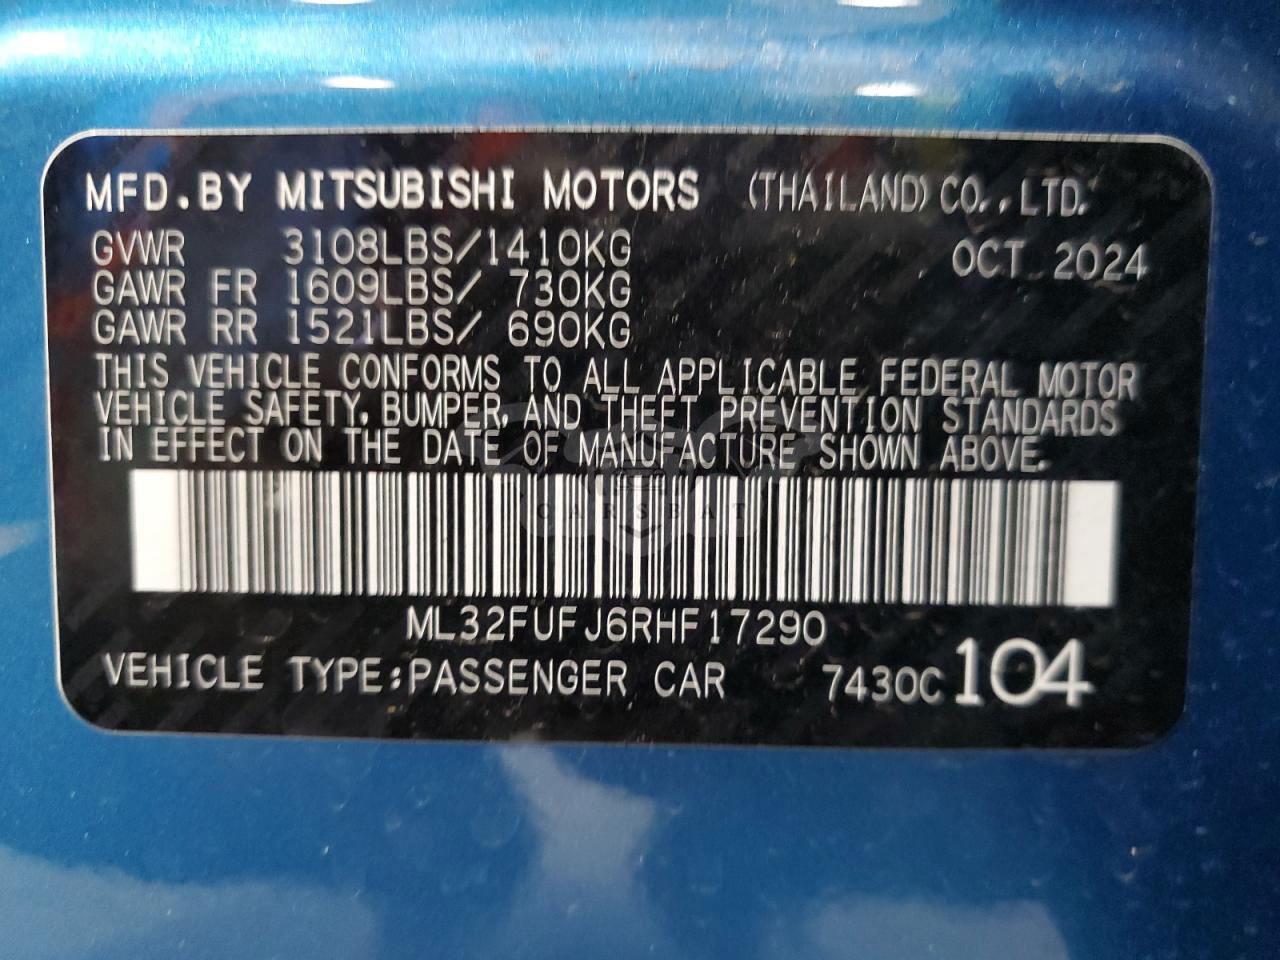 MFD.BY MITSUBISHI MOTORS (THAILAND) CO.,LTD.
GVWR 3108LBS/1410KG OCT 2024
GAWR FR 1609LBS/ 730KG
GAWR RR 1521LBS/ 690KG
THIS VEHICLE CONFORMS TO ALL APPLICABLE FEDERAL MOTOR
VEHICLE SAFETY, BUMPER, AND THEFT PREVENTION STANDARDS
IN EFFECT ON THE DATE OF MANUFACTURE SHOWN ABOVE.
CARSBAT
ML32FUFJ6RHF17290
VEHICLE TYPE:PASSENGER CAR 7430C 104